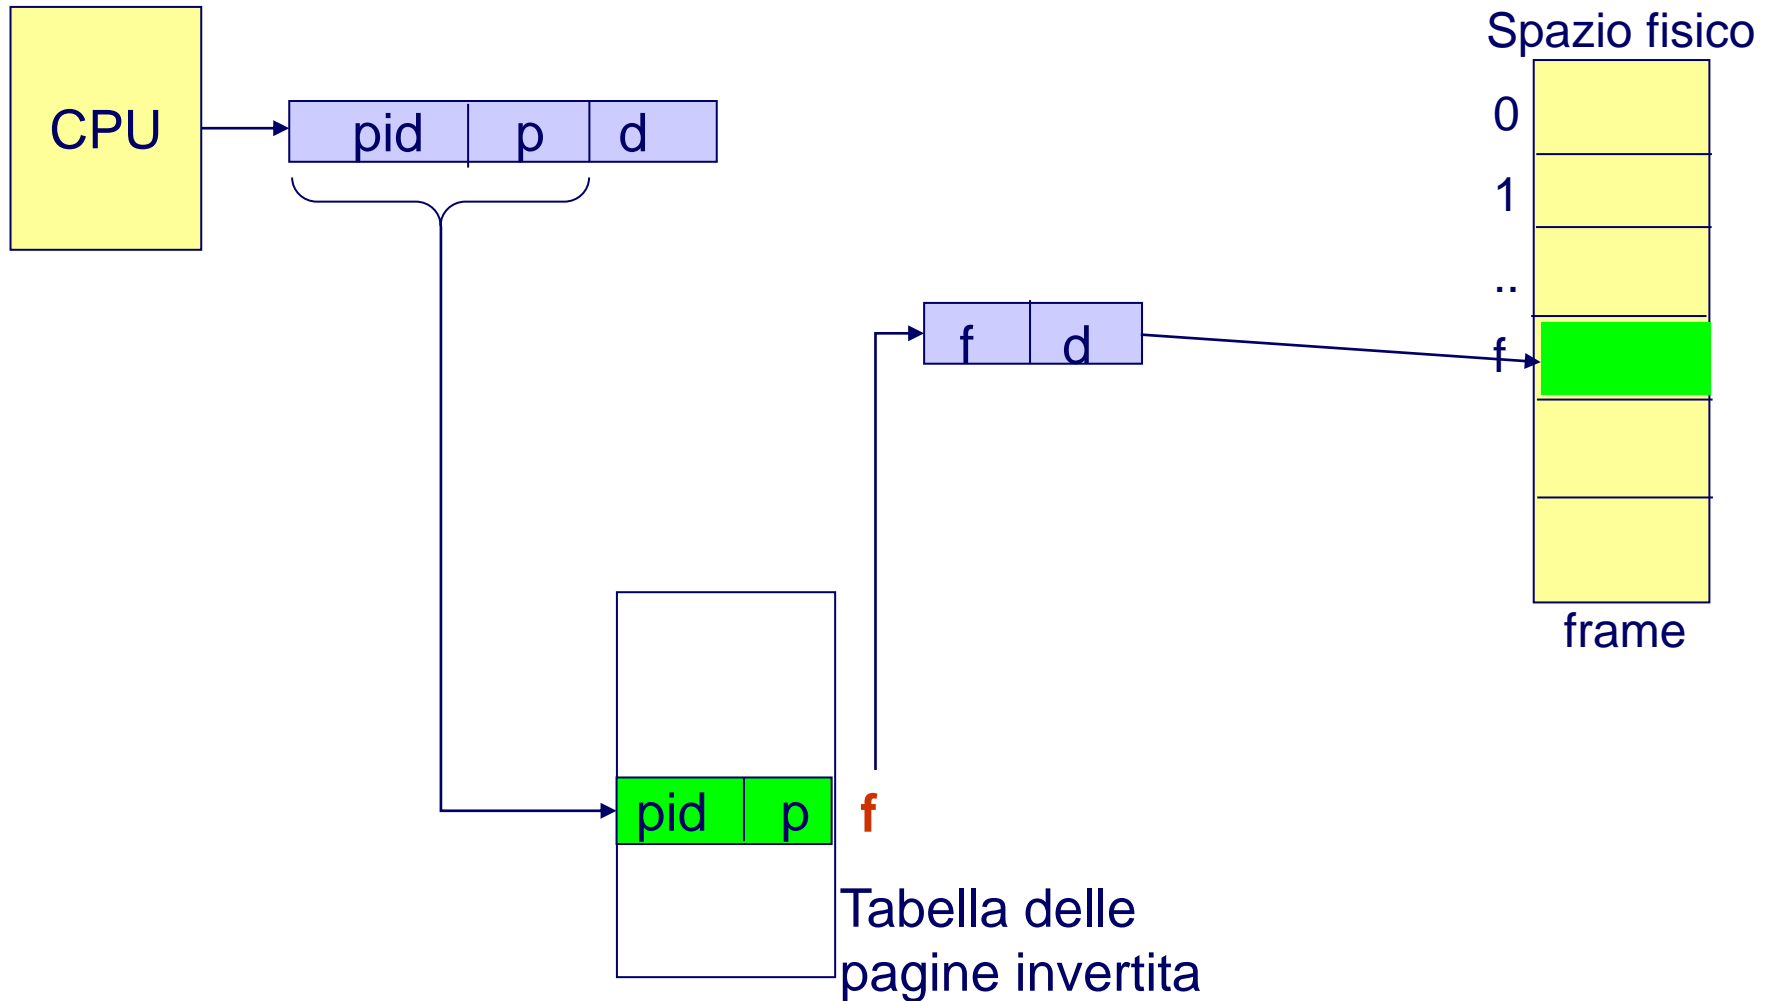 Spazio fisico
CPU
pid p d
0
1
..
f d
f
frame
pid p f
Tabella delle
pagine invertita